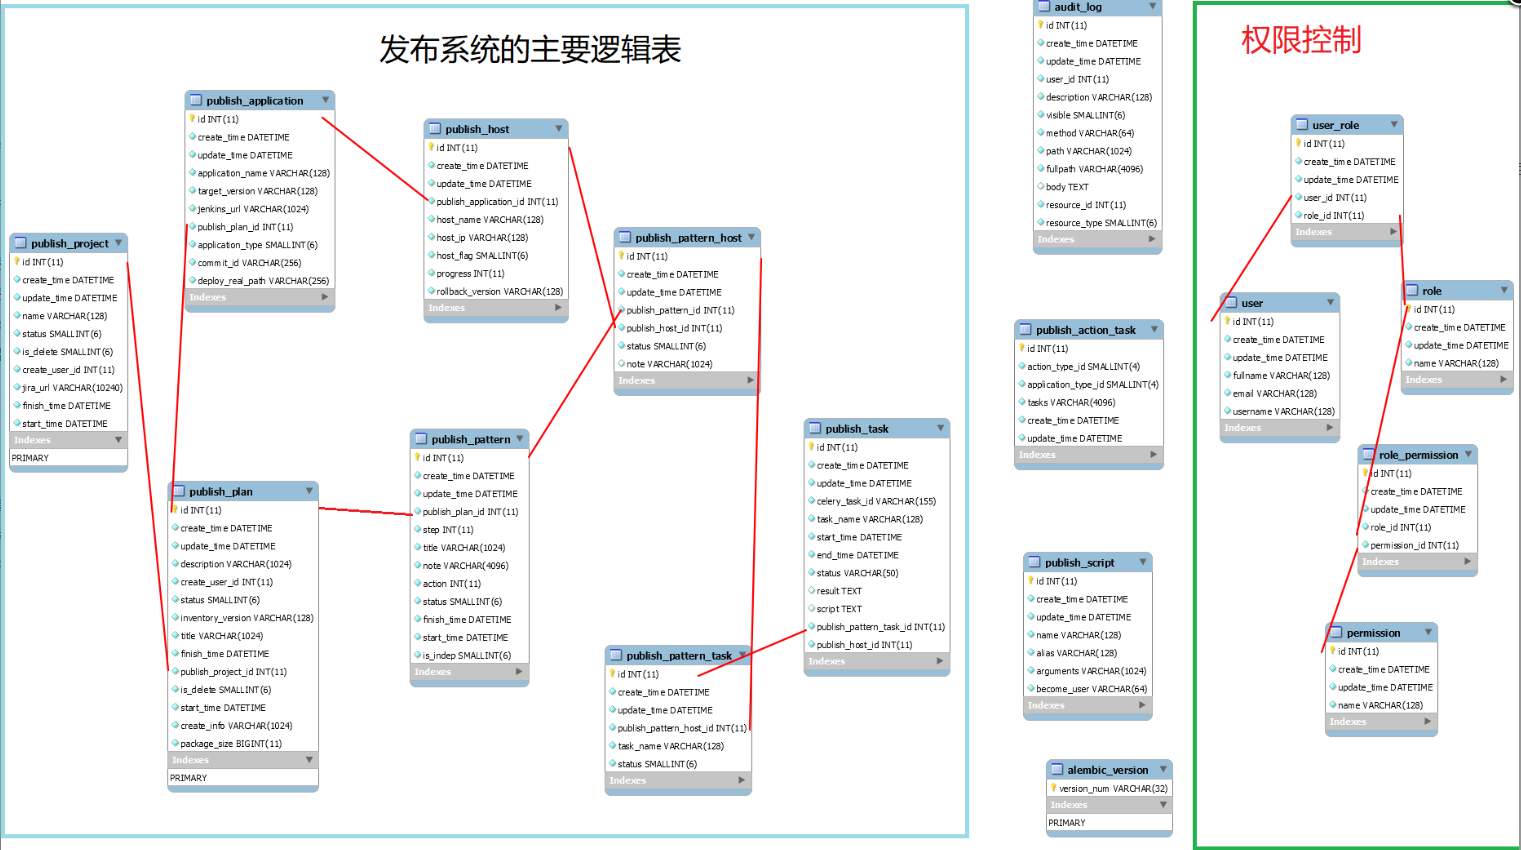 发布系统的主要逻辑表
publish_application
id INT(11)
create_time DATETIME
update_time DATETIME
application_name VARCHAR(128)
target_version VARCHAR(128)
jenkins_url VARCHAR(1024)
publish_plan_id INT(11)
application_type SMALLINT(6)
commit_id VARCHAR(256)
deploy_real_path VARCHAR(256)
Indexes
publish_host
id INT(11)
create_time DATETIME
update_time DATETIME
publish_application_id INT(11)
host_name VARCHAR(128)
host_ip VARCHAR(128)
host_flag SMALLINT(6)
progress INT(11)
rollback_version VARCHAR(128)
Indexes
publish_pattern_host
id INT(11)
create_time DATETIME
update_time DATETIME
publish_pattern_id INT(11)
publish_host_id INT(11)
status SMALLINT(6)
note VARCHAR(1024)
Indexes
publish_project
id INT(11)
create_time DATETIME
update_time DATETIME
name VARCHAR(128)
status SMALLINT(6)
is_delete SMALLINT(6)
create_user_id INT(11)
jira_url VARCHAR(10240)
finish_time DATETIME
start_time DATETIME
Indexes
PRIMARY
publish_plan
id INT(11)
create_time DATETIME
update_time DATETIME
description VARCHAR(1024)
create_user_id INT(11)
status SMALLINT(6)
inventory_version VARCHAR(128)
title VARCHAR(1024)
finish_time DATETIME
publish_project_id INT(11)
is_delete SMALLINT(6)
start_time DATETIME
create_info VARCHAR(1024)
package_size BIGINT(11)
Indexes
PRIMARY
publish_pattern
id INT(11)
create_time DATETIME
update_time DATETIME
publish_plan_id INT(11)
step INT(11)
title VARCHAR(1024)
note VARCHAR(4096)
action INT(11)
status SMALLINT(6)
finish_time DATETIME
start_time DATETIME
is_indep SMALLINT(6)
Indexes
publish_task
id INT(11)
create_time DATETIME
update_time DATETIME
celery_task_id VARCHAR(155)
task_name VARCHAR(128)
start_time DATETIME
end_time DATETIME
status VARCHAR(50)
result TEXT
script TEXT
publish_pattern_task_id INT(11)
publish_host_id INT(11)
Indexes
publish_pattern_task
id INT(11)
create_time DATETIME
update_time DATETIME
publish_pattern_host_id INT(11)
task_name VARCHAR(128)
status SMALLINT(6)
Indexes
audit_log
id INT(11)
create_time DATETIME
update_time DATETIME
user_id INT(11)
description VARCHAR(128)
visible SMALLINT(6)
method VARCHAR(64)
path VARCHAR(1024)
fullpath VARCHAR(4096)
body TEXT
resource_id INT(11)
resource_type SMALLINT(6)
Indexes
publish_action_task
id INT(11)
action_type_id SMALLINT(4)
application_type_id SMALLINT(4)
tasks VARCHAR(4096)
create_time DATETIME
update_time DATETIME
Indexes
publish_script
id INT(11)
create_time DATETIME
update_time DATETIME
name VARCHAR(128)
alias VARCHAR(128)
arguments VARCHAR(1024)
become_user VARCHAR(64)
Indexes
alembic_version
version_num VARCHAR(32)
Indexes
PRIMARY
权限控制
user_role
id INT(11)
create_time DATETIME
update_time DATETIME
user_id INT(11)
role_id INT(11)
Indexes
user
id INT(11)
create_time DATETIME
update_time DATETIME
fullname VARCHAR(128)
email VARCHAR(128)
username VARCHAR(128)
Indexes
role
id INT(11)
create_time DATETIME
update_time DATETIME
name VARCHAR(128)
Indexes
role_permission
id INT(11)
create_time DATETIME
update_time DATETIME
role_id INT(11)
permission_id INT(11)
Indexes
permission
id INT(11)
create_time DATETIME
update_time DATETIME
name VARCHAR(128)
Indexes